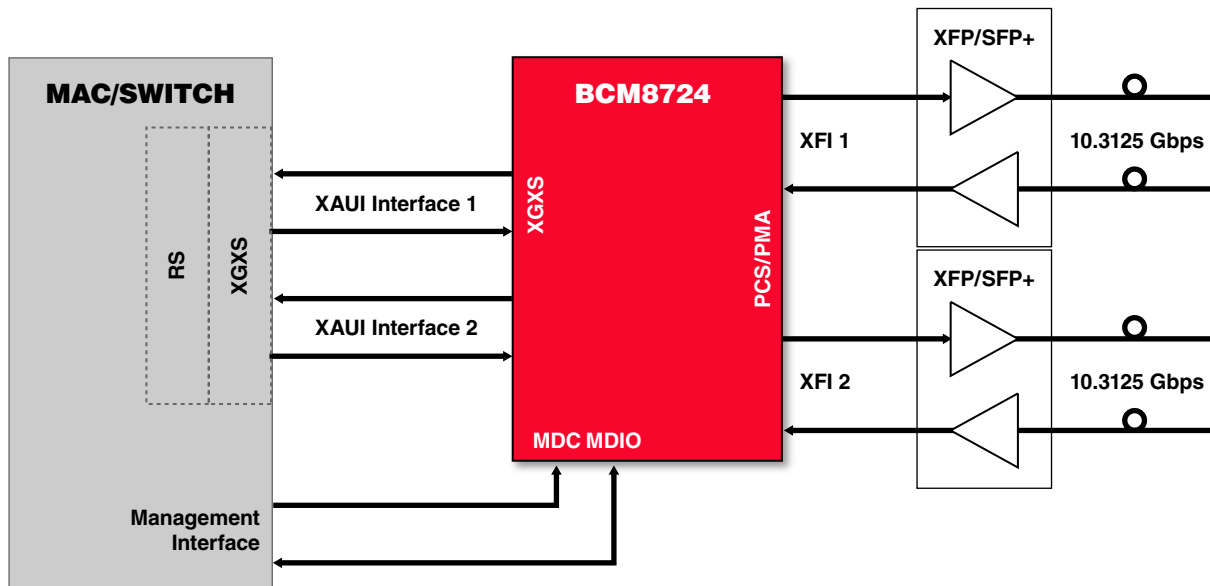 MAC/SWITCH
RS
XGXS
Management
Interface
XAUI Interface 1
XAUI Interface 2
BCM8724
XGXS
PCS/PMA
MDC MDIO
XFI 1
XFP/SFP+
10.3125 Gbps
XFI 2
XFP/SFP+
10.3125 Gbps